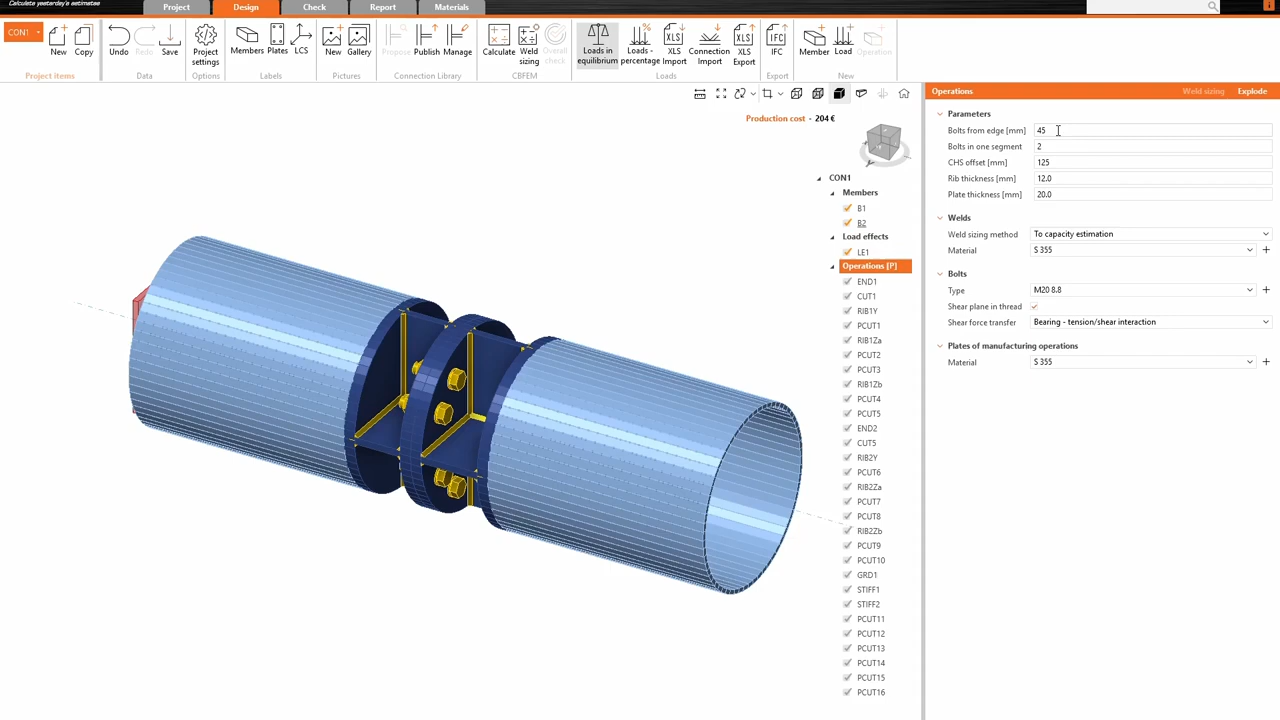 Calculate yesterday's estimates
Project
Design
Check
Report
Materials
CON1
New
Copy
Undo
Redo
Save
Project settings
Members
Plates
LCS
New
Gallery
Propose
Publish
Manage
Calculate
Weld sizing
Overall check
Loads in equilibrium
Loads - percentage
XLS Import
Connection Import
XLS Export
IFC
Member
Load
Operation
Project items
Data
Options
Labels
Pictures
Connection Library
CBFEM
Loads
Export
New
Production cost - 204 €
CON1
Members
B1
B2
Load effects
LE1
Operations [P]
END1
CUT1
RIB1Y
PCUT1
RIB1Za
PCUT2
PCUT3
RIB1Zb
PCUT4
PCUT5
END2
CUT5
RIB2Y
PCUT6
RIB2Za
PCUT7
PCUT8
RIB2Zb
PCUT9
PCUT10
GRD1
STIFF1
STIFF2
PCUT11
PCUT12
PCUT13
PCUT14
PCUT15
PCUT16
Operations
Weld sizing
Explode
Parameters
Bolts from edge [mm] 45
Bolts in one segment 2
CHS offset [mm] 125
Rib thickness [mm] 12.0
Plate thickness [mm] 20.0
Welds
Weld sizing method To capacity estimation
Material S 355
Bolts
Type M20 8.8
Shear plane in thread
Shear force transfer Bearing - tension/shear interaction
Plates of manufacturing operations
Material S 355